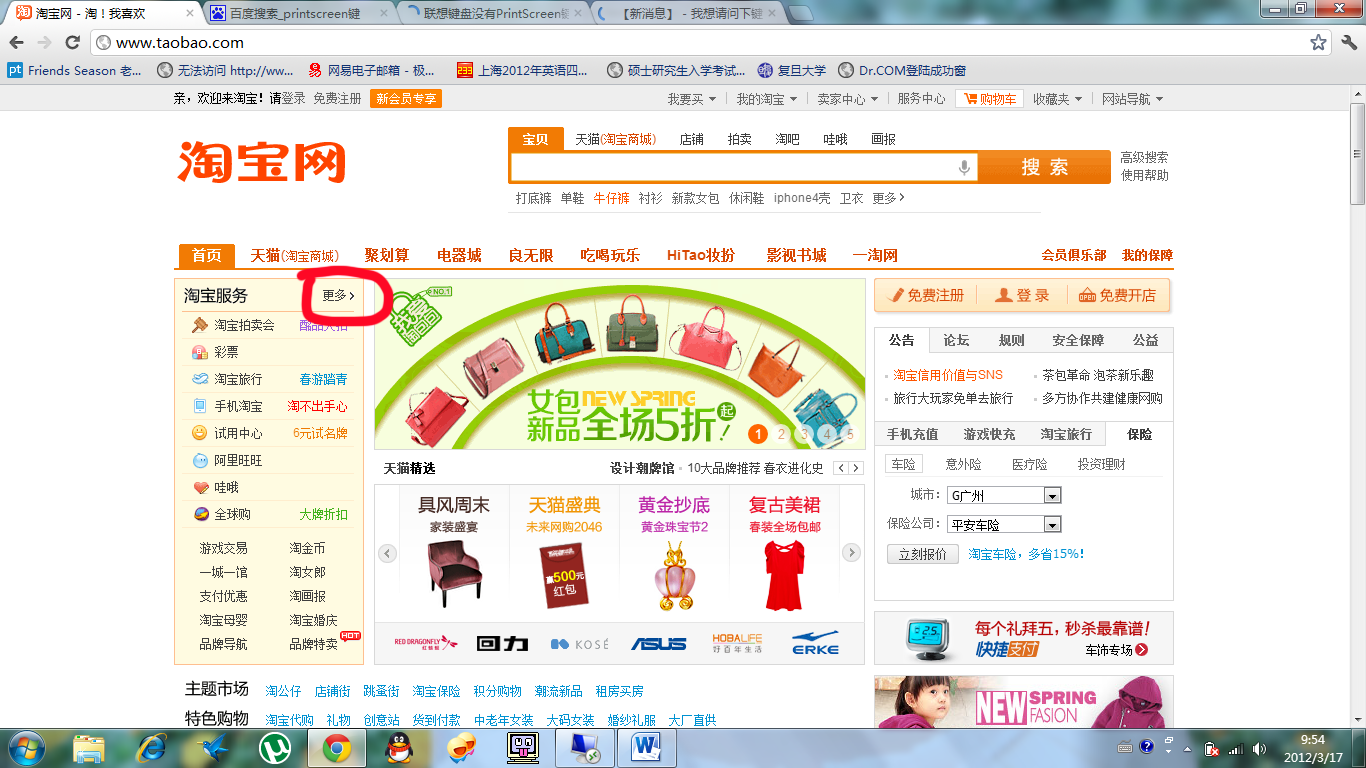 淘宝网 - 淘！我喜欢
百度搜索_printscreen键
联想键盘没有PrintScreen键
【新消息】 - 我想请问下键
www.taobao.com
Friends Season 老... 无法访问 http://ww... 网易电子邮箱 - 极... 上海2012年英语四... 硕士研究生入学考试... 复旦大学 Dr.COM登陆成功窗
亲，欢迎来淘宝！请登录 免费注册 新会员专享 我要买 我的淘宝 卖家中心 服务中心 购物车 收藏夹 网站导航
淘宝网
宝贝 天猫(淘宝商城) 店铺 拍卖 淘吧 哇哦 画报
搜 索
高级搜索
使用帮助
打底裤 单鞋 牛仔裤 衬衫 新款女包 休闲鞋 iphone4壳 卫衣 更多
首页 天猫(淘宝商城) 聚划算 电器城 良无限 吃喝玩乐 HiTao妆扮 影视书城 一淘网 会员俱乐部 我的保障
淘宝服务 更多
淘宝拍卖会
彩票
淘宝旅行 春游踏青
手机淘宝 淘不出手心
试用中心 6元试名牌
阿里旺旺
哇哦
全球购 大牌折扣
游戏交易 淘金币
一城一馆 淘女郎
支付优惠 淘画报
淘宝母婴 淘宝婚庆
品牌导航 品牌特卖 HOT
NO.1
女包 NEW SPRING
新品 全场5折起！
1 2 3 4 5
天猫精选 设计潮牌馆 10大品牌推荐 春衣进化史
具风周末 天猫盛典 黄金抄底 复古美裙
家装盛宴 未来网购2046 黄金珠宝节2 春装全场包邮
赢500元
红包
RED DRAGONFLY 红蜻蜓 回力 KOSÉ ASUS HOBALIFE 好百年生活 ERKE
免费注册 登 录 免费开店
公告 论坛 规则 安全保障 公益
淘宝信用价值与SNS 茶包革命 泡茶新乐趣
旅行大玩家免单去旅行 多方协作共建健康网购
手机充值 游戏快充 淘宝旅行 保险
车险 意外险 医疗险 投资理财
城市： G广州
保险公司： 平安车险
立刻报价 淘宝车险，多省15%！
每个礼拜五，秒杀最靠谱！
快捷支付 车饰专场
NEW SPRING
FASION
主题市场 淘公仔 店铺街 跳蚤街 淘宝保险 积分购物 潮流新品 租房买房
特色购物 淘宝代购 礼物 创意站 货到付款 中老年女装 大码女装 婚纱礼服 大厂直供
9:54
2012/3/17